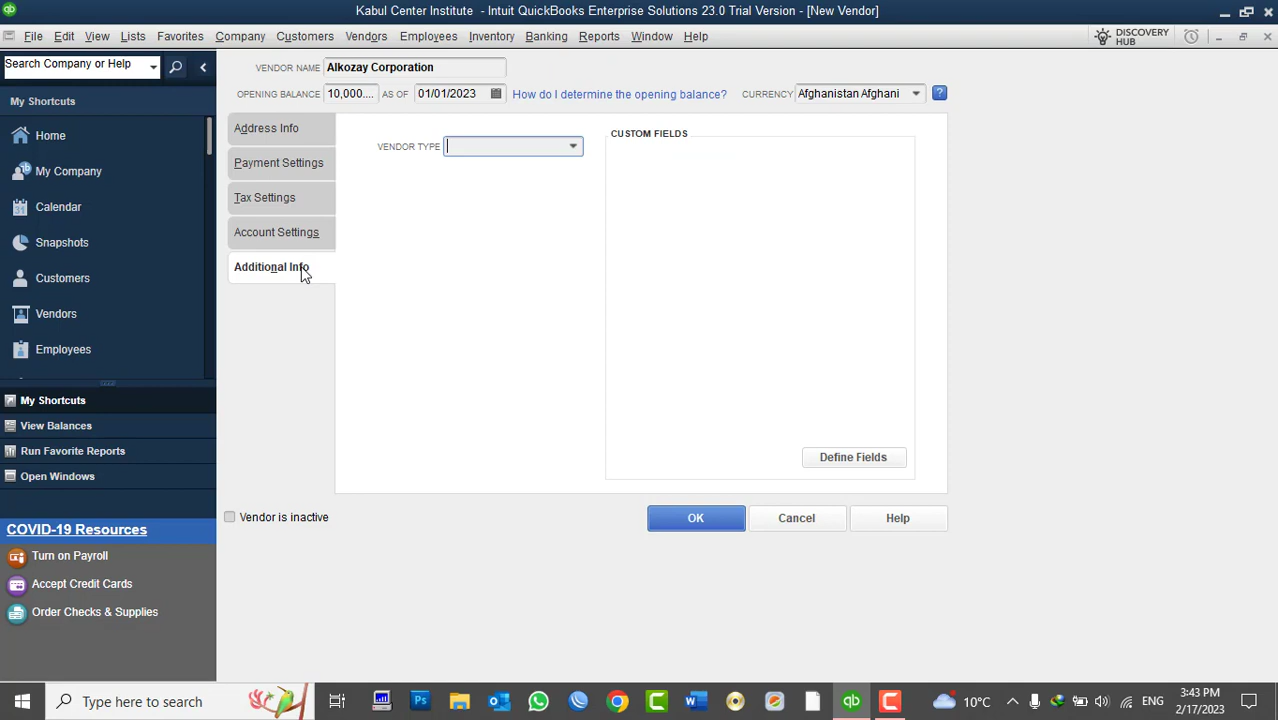 Kabul Center Institute - Intuit QuickBooks Enterprise Solutions 23.0 Trial Version - [New Vendor]
File Edit View Lists Favorites Company Customers Vendors Employees Inventory Banking Reports Window Help
DISCOVERY
HUB
Search Company or Help
My Shortcuts
Home
My Company
31
Calendar
Snapshots
Customers
Vendors
Employees
My Shortcuts
View Balances
Run Favorite Reports
Open Windows
COVID-19 Resources
Turn on Payroll
Accept Credit Cards
Order Checks & Supplies
VENDOR NAME Alkozay Corporation
OPENING BALANCE 10,000.... AS OF 01/01/2023 How do I determine the opening balance? CURRENCY Afghanistan Afghani ?
Address Info
Payment Settings
Tax Settings
Account Settings
Additional Info
VENDOR TYPE
CUSTOM FIELDS
Define Fields
Vendor is inactive
OK Cancel Help
Type here to search
Ps
qb
10°C
ENG
3:43 PM
2/17/2023